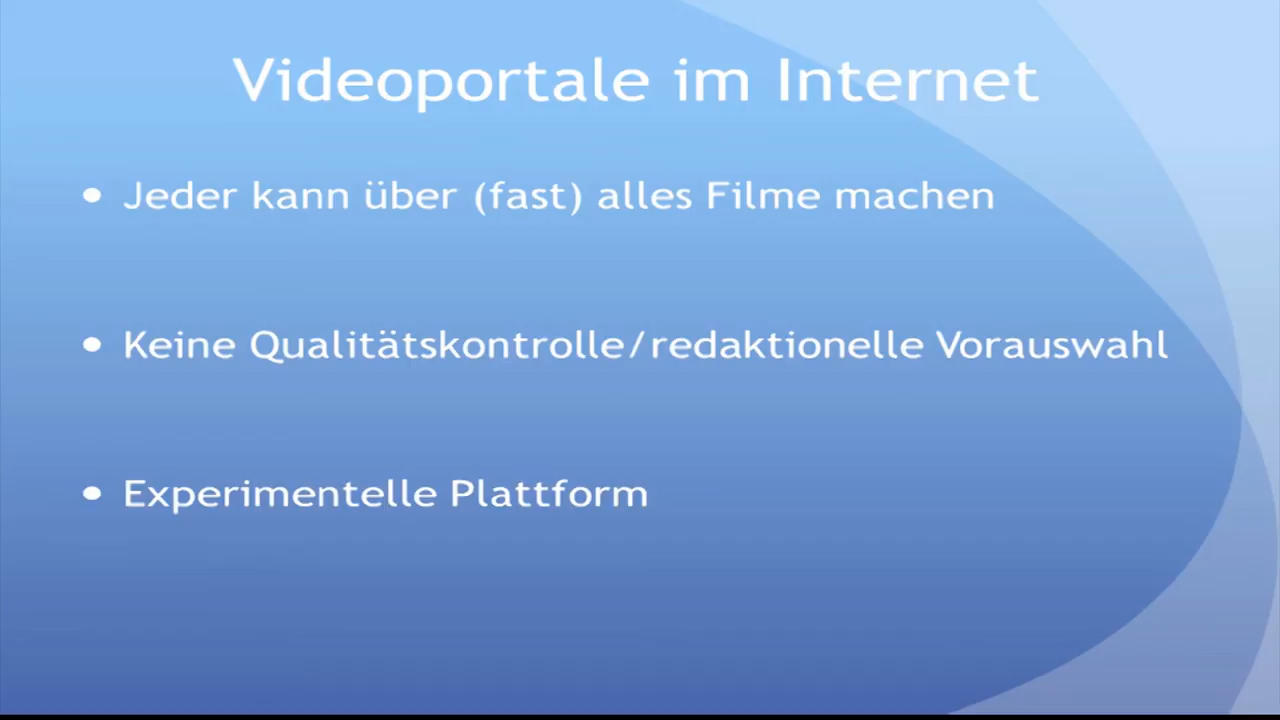 Videoportale im Internet
• Jeder kann über (fast) alles Filme machen
• Keine Qualitätskontrolle/redaktionelle Vorauswahl
• Experimentelle Plattform